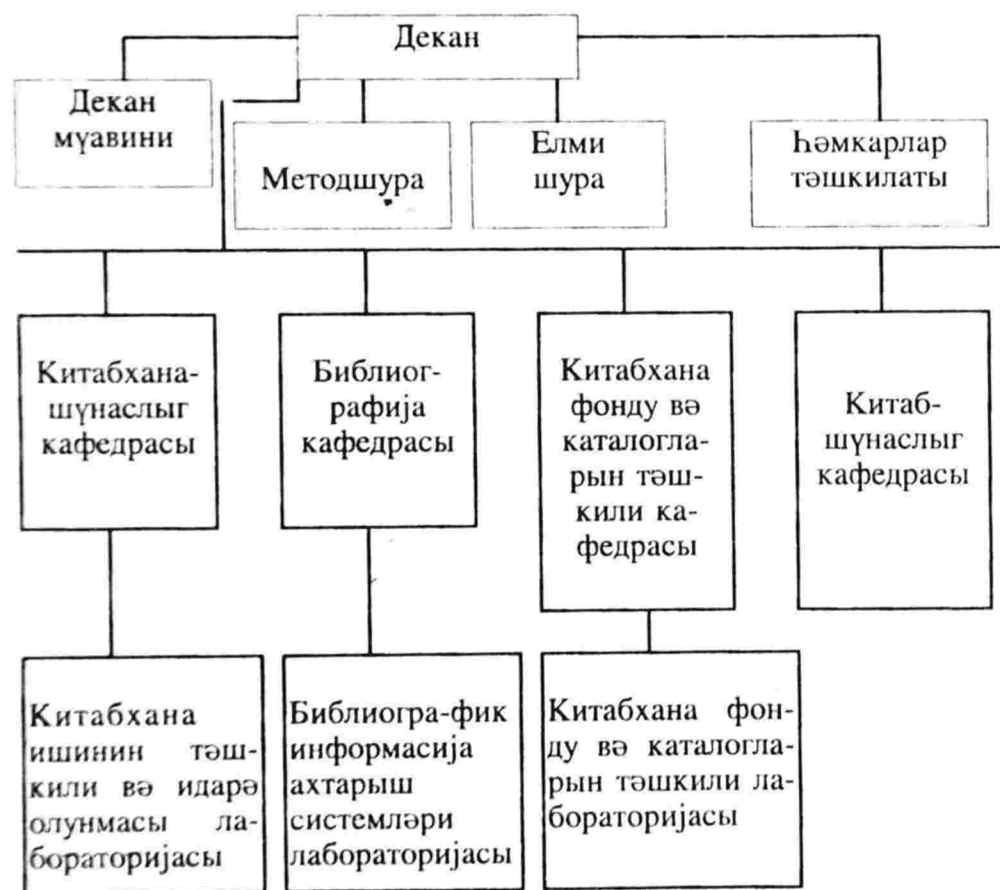 Декан
Декан
мүавини
Методшура
Елми
шура
Һәмкарлар
тәшкилаты
Китабхана-
шүнаслыг
кафедрасы
Библиог-
рафија
кафедрасы
Китабхана
фонду вә
каталогла-
рын тәш-
кили ка-
федрасы
Китаб-
шүнаслыг
кафедрасы
Китабхана
ишинин тәш-
кили вә идарә
олунмасы ла-
бораторијасы
Библиогра-фик
информасија
ахтарыш
системләри
лабораторијасы
Китабхана фон-
ду вә каталогла-
рын тәшкили ла-
бораторијасы